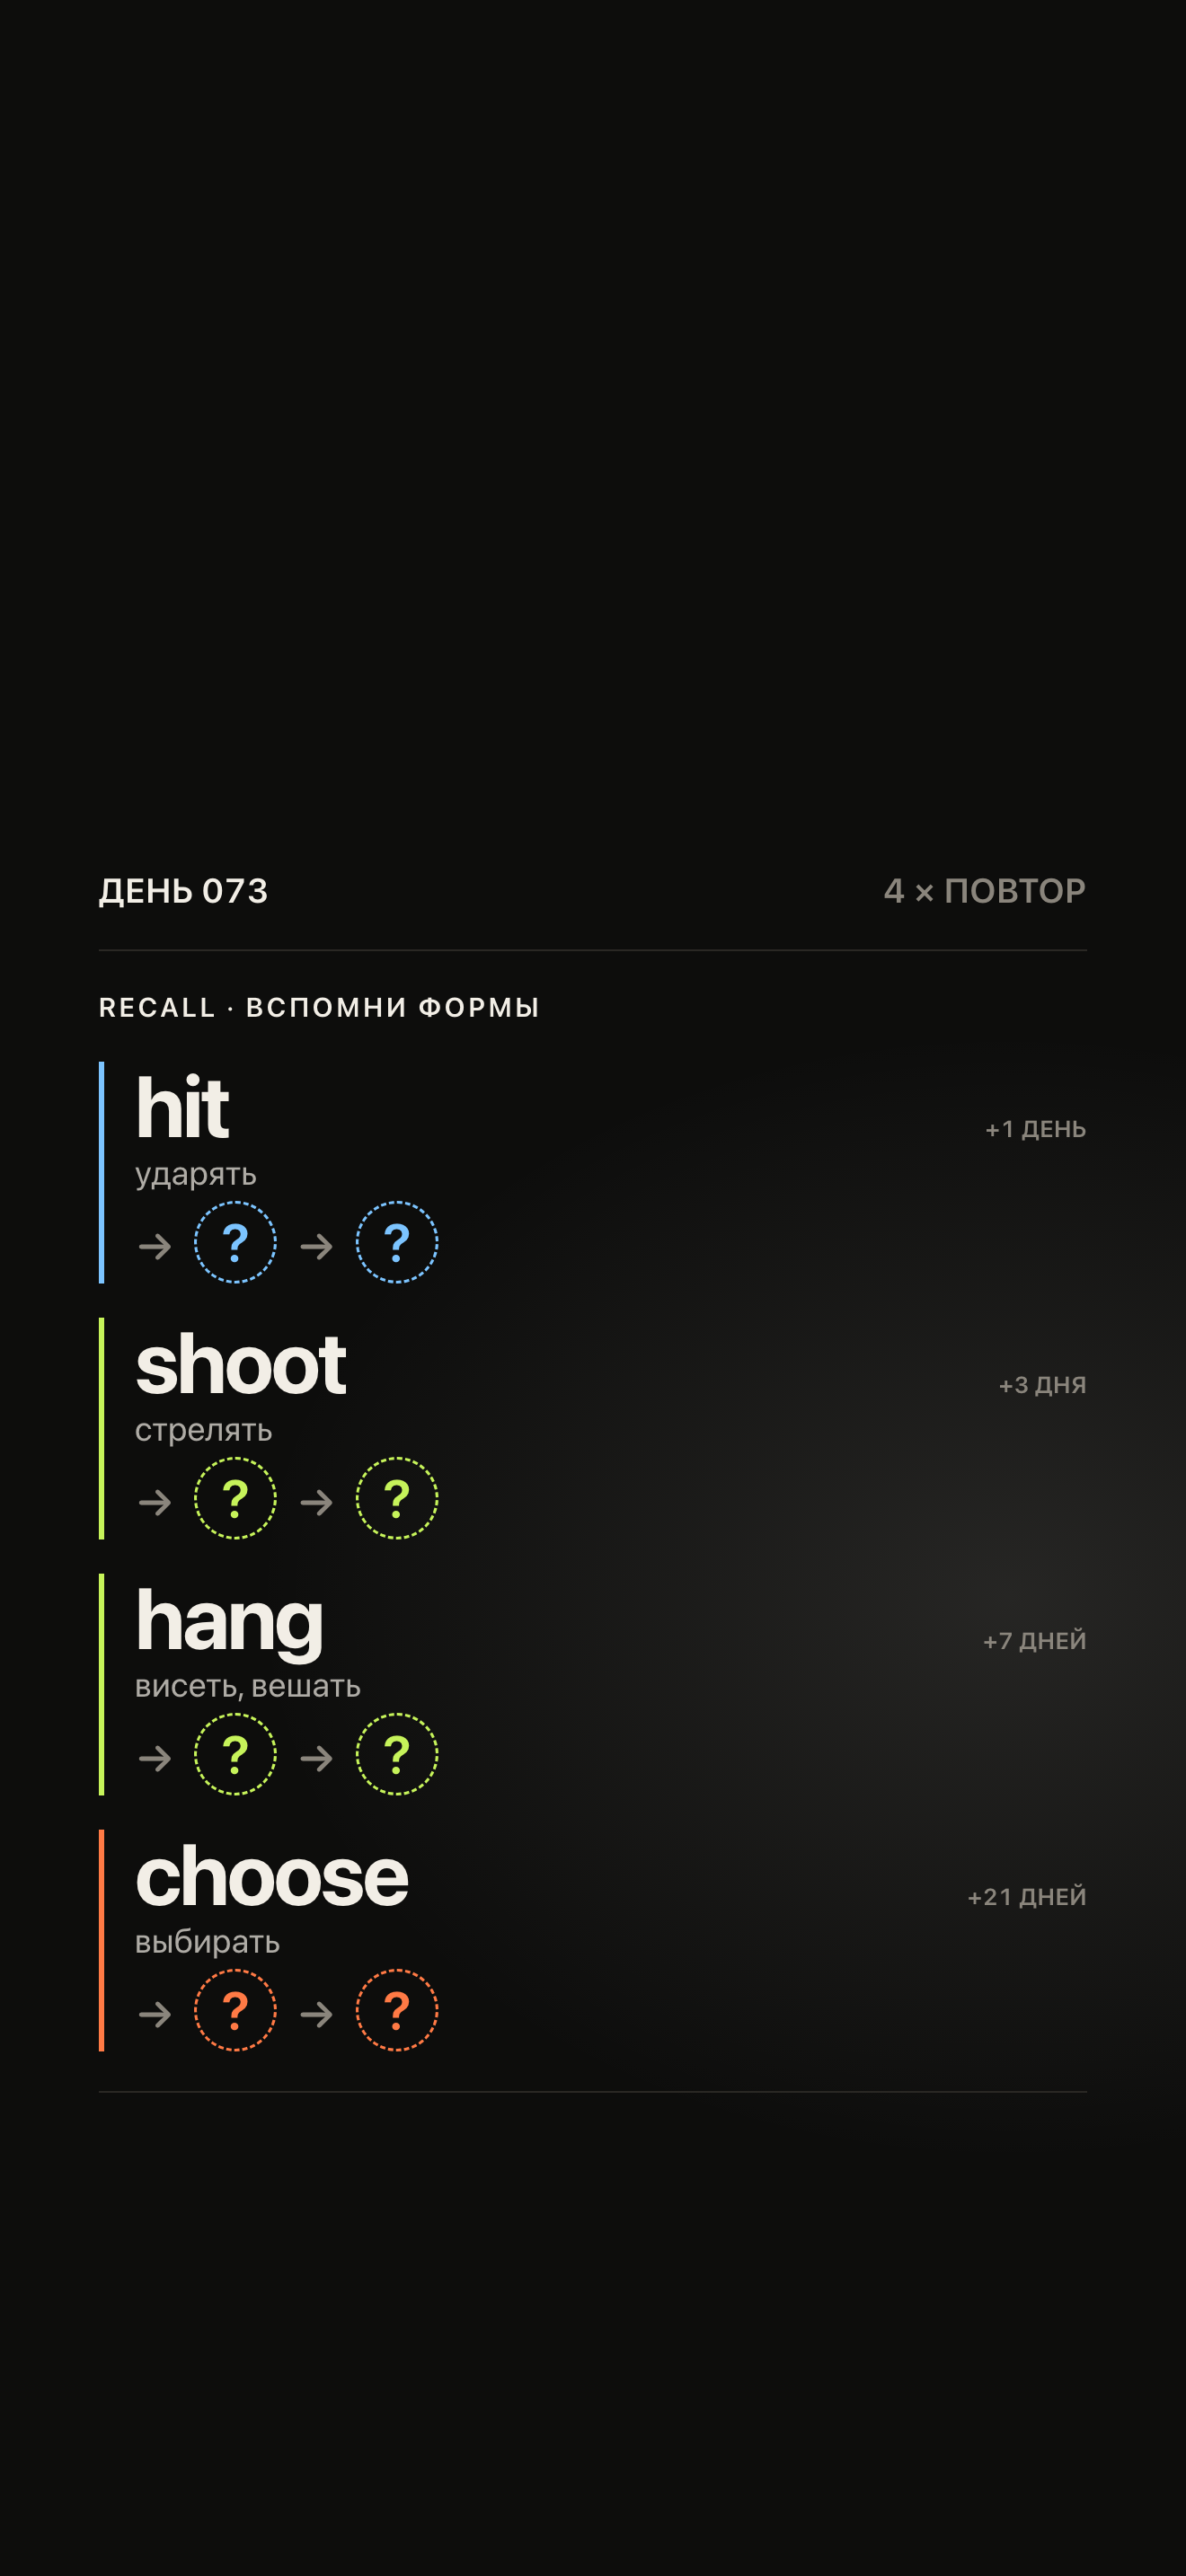 ДЕНЬ 073
4 × ПОВТОР
RECALL · ВСПОМНИ ФОРМЫ
hit
+1 ДЕНЬ
ударять
→ ? → ?
shoot
+3 ДНЯ
стрелять
→ ? → ?
hang
+7 ДНЕЙ
висеть, вешать
→ ? → ?
choose
+21 ДНЕЙ
выбирать
→ ? → ?